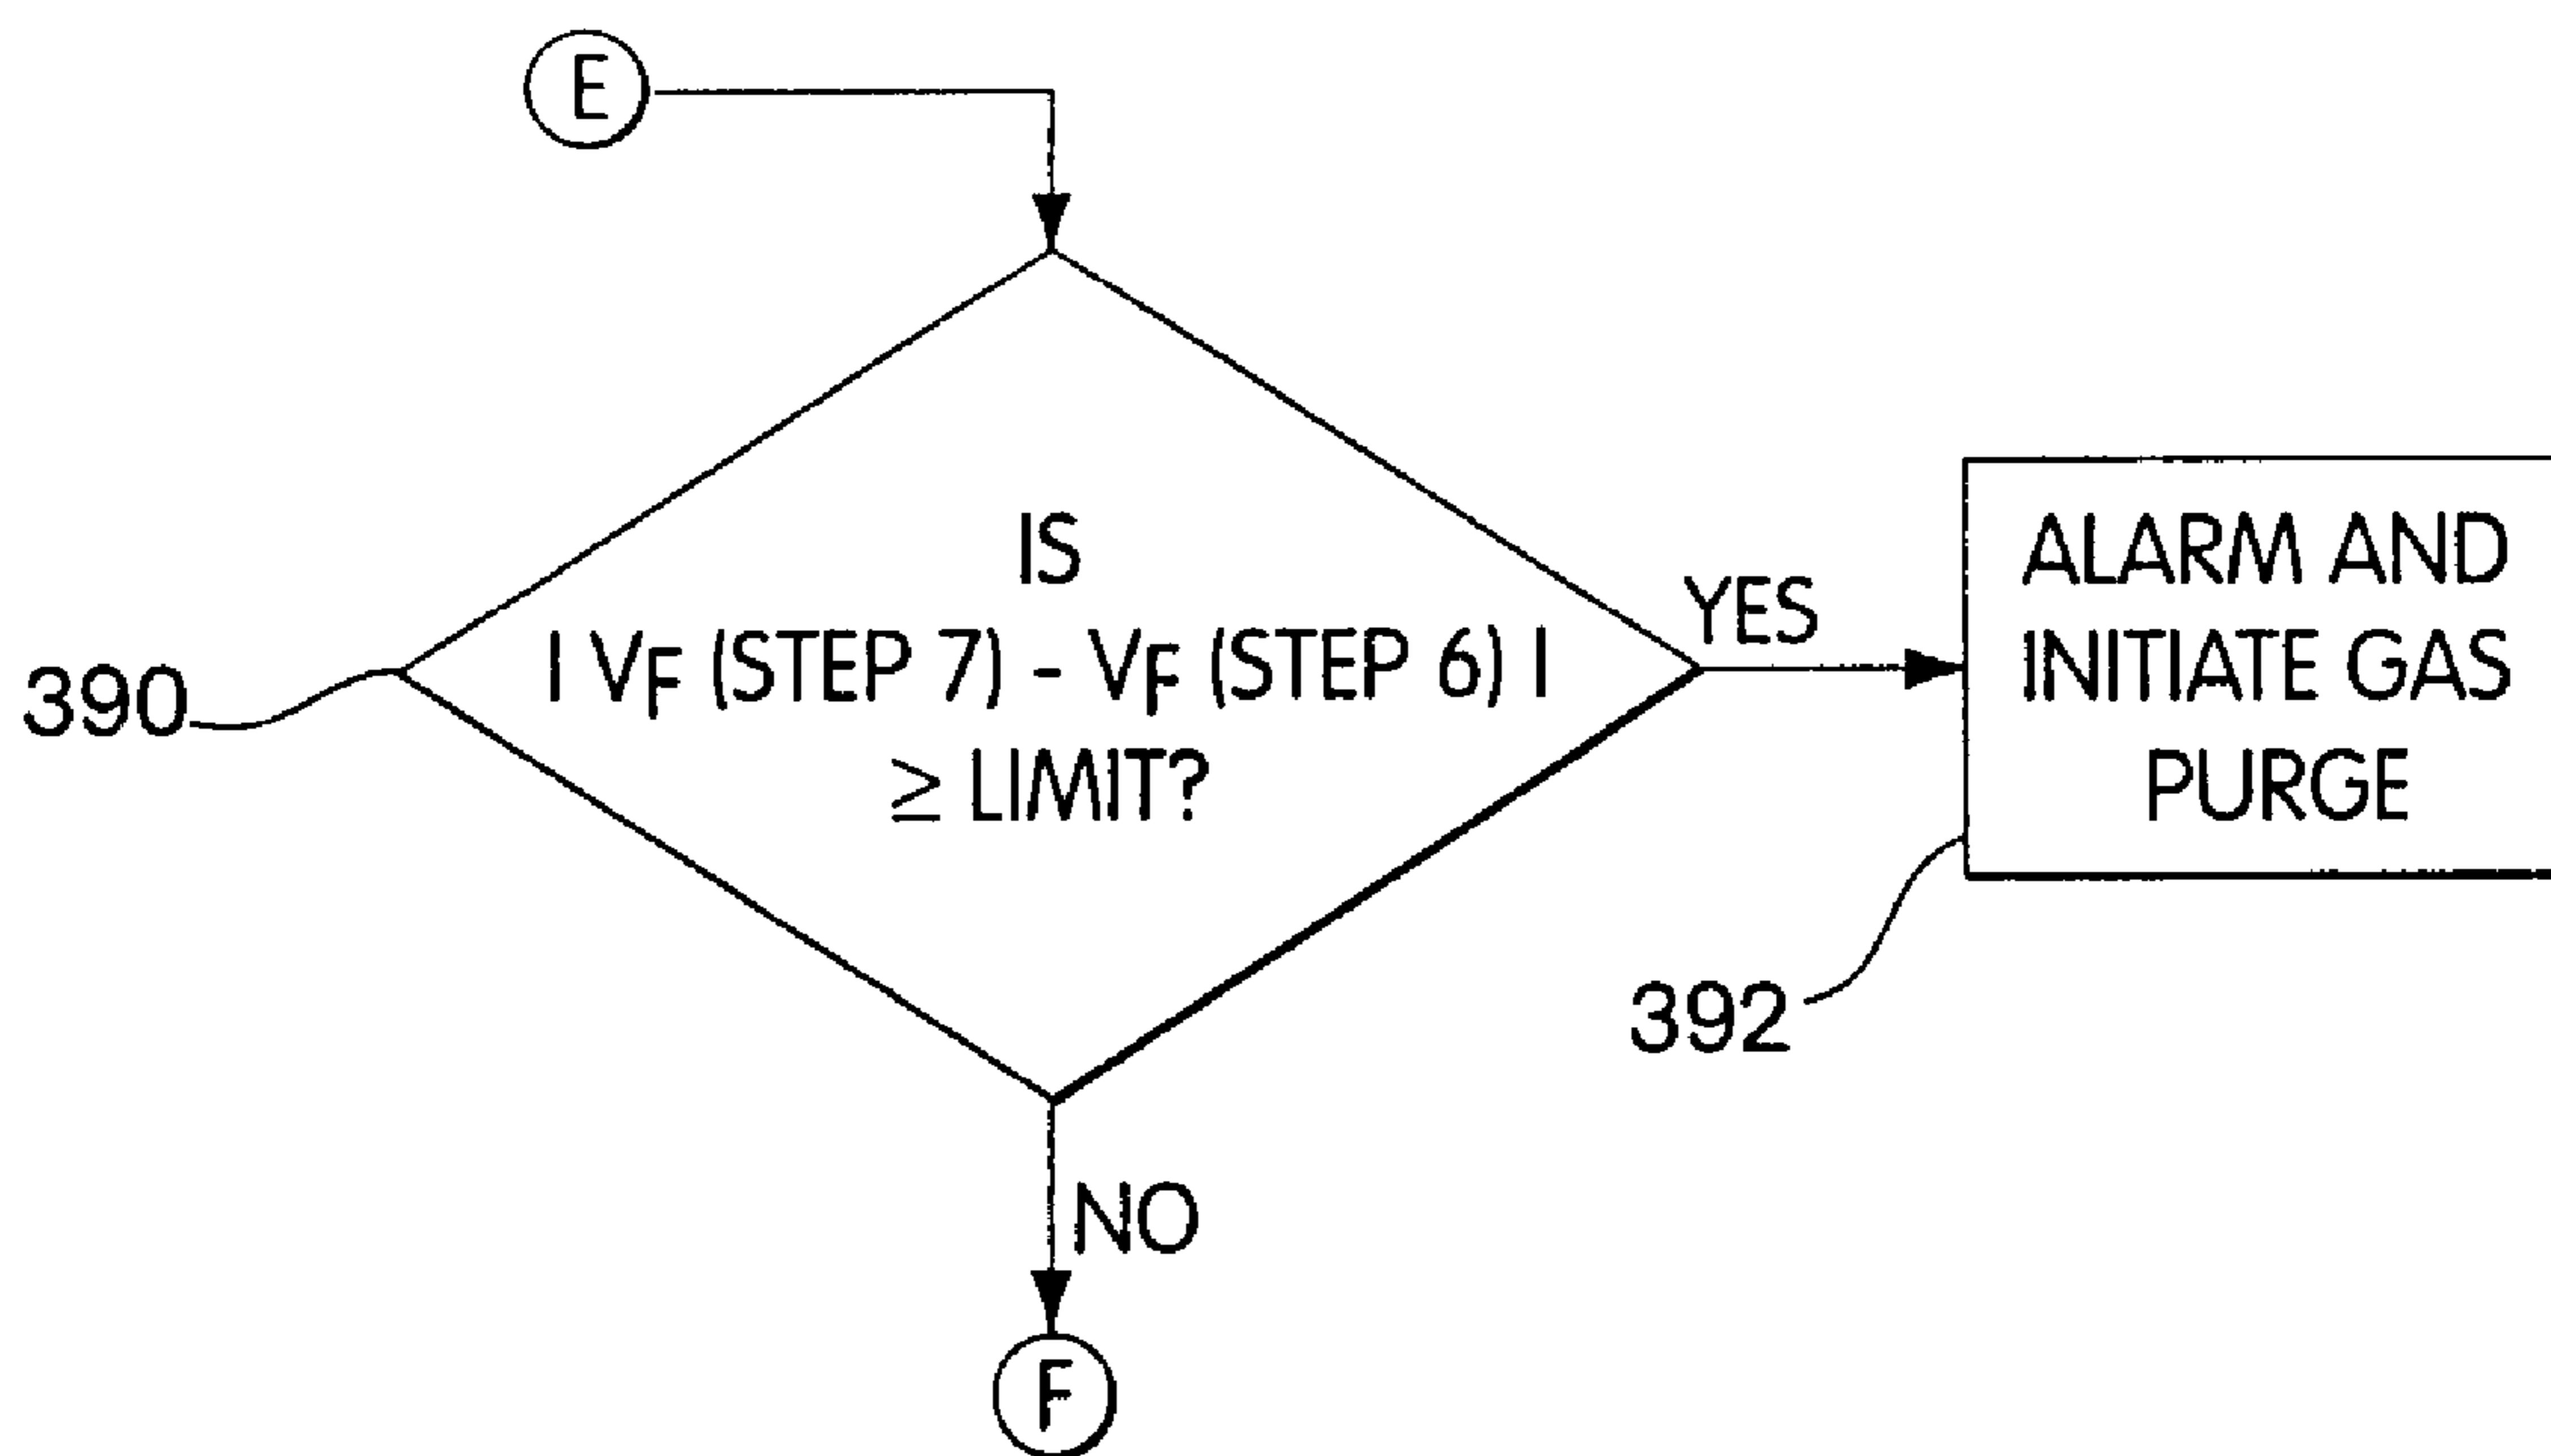 E
IS
| VF (STEP 7) - VF (STEP 6) |
≥ LIMIT?
390
YES
ALARM AND
INITIATE GAS
PURGE
392
NO
F